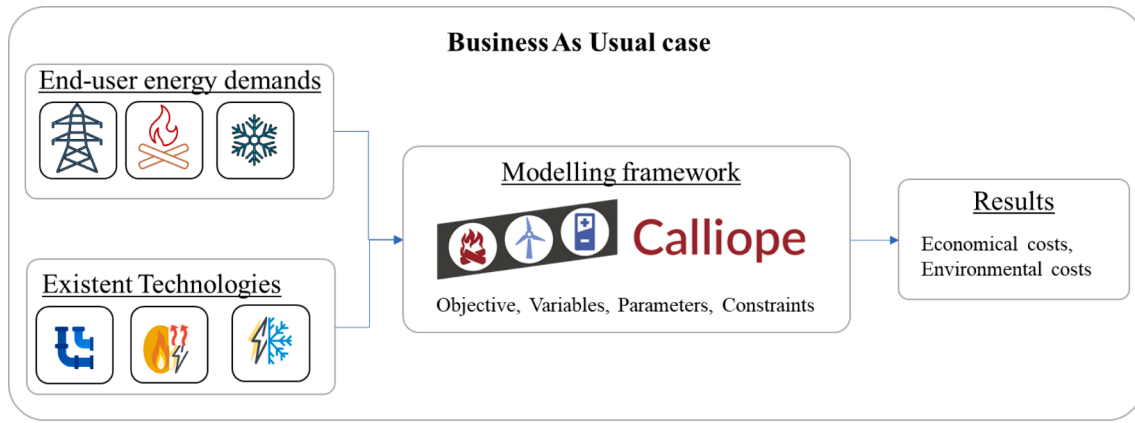 Business As Usual case
End-user energy demands
Existent Technologies
Modelling framework
Calliope
Objective, Variables, Parameters, Constraints
Results
Economical costs,
Environmental costs